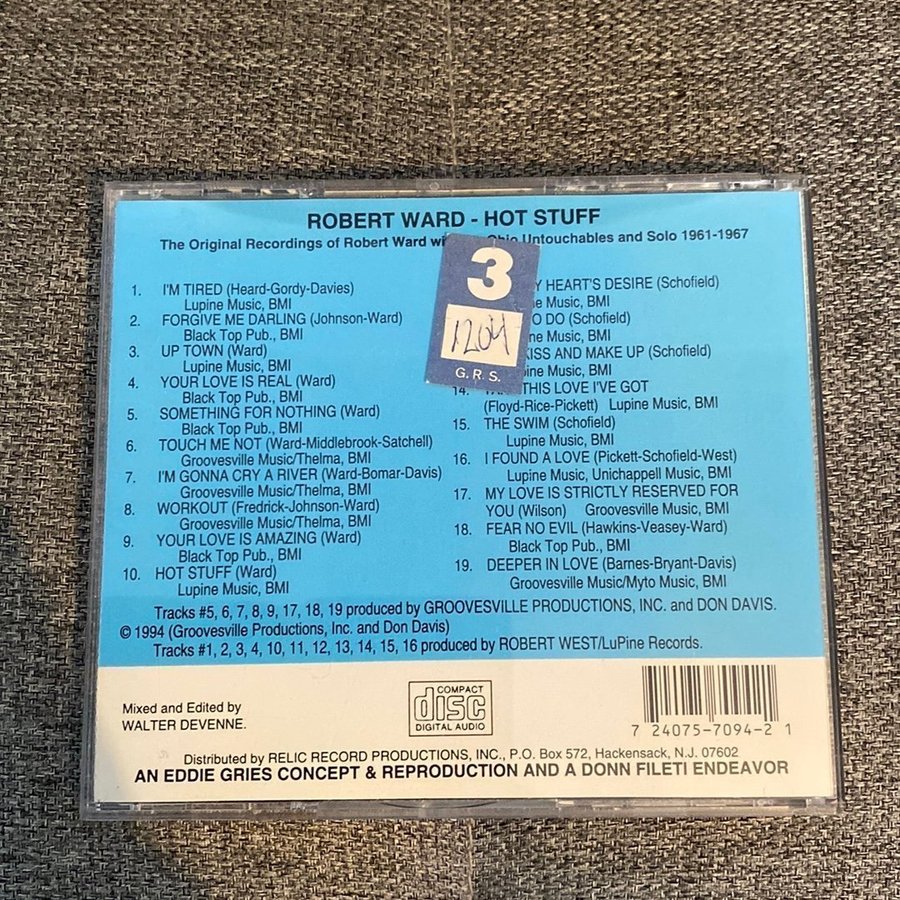 ROBERT WARD - HOT STUFF
The Original Recordings of Robert Ward Untouchables and Solo 1961-1967
1. I'M TIRED (Heard-Gordy-Davies)
Lupine Music, BMI
2. FORGIVE ME DARLING (Johnson-Ward)
Black Top Pub., BMI
3. UP TOWN (Ward)
Lupine Music, BMI
4. YOUR LOVE IS REAL (Ward)
Black Top Pub., BMI
5. SOMETHING FOR NOTHING (Ward)
Black Top Pub., BMI
6. TOUCH ME NOT (Ward-Middlebrook-Satchell)
Groovesville Music/Thelma, BMI
7. I'M GONNA CRY A RIVER (Ward-Bomar-Davis)
Groovesville Music/Thelma, BMI
8. WORKOUT (Fredrick-Johnson-Ward)
Groovesville Music/Thelma, BMI
9. YOUR LOVE IS AMAZING (Ward)
Black Top Pub., BMI
10. HOT STUFF (Ward)
Lupine Music, BMI
3
1204
G.R.S.
HEART'S DESIRE (Schofield)
Music, BMI
O DO (Schofield)
Music, BMI
KISS AND MAKE UP (Schofield)
Music, BMI
14. THIS LOVE I'VE GOT
(Floyd-Rice-Pickett) Lupine Music, BMI
15. THE SWIM (Schofield)
Lupine Music, BMI
16. I FOUND A LOVE (Pickett-Schofield-West)
Lupine Music, Unichappell Music, BMI
17. MY LOVE IS STRICTLY RESERVED FOR
YOU (Wilson) Groovesville Music, BMI
18. FEAR NO EVIL (Hawkins-Veasey-Ward)
Black Top Pub., BMI
19. DEEPER IN LOVE (Barnes-Bryant-Davis)
Groovesville Music/Myto Music, BMI
Tracks #5, 6, 7, 8, 9, 17, 18, 19 produced by GROOVESVILLE PRODUCTIONS, INC. and DON DAVIS.
© 1994 (Groovesville Productions, Inc. and Don Davis)
Tracks #1, 2, 3, 4, 10, 11, 12, 13, 14, 15, 16 produced by ROBERT WEST/LuPine Records.
Mixed and Edited by
WALTER DEVENNE.
COMPACT
disc
DIGITAL AUDIO
7 24075-7094-2 1
Distributed by RELIC RECORD PRODUCTIONS, INC., P.O. Box 572, Hackensack, N.J. 07602
AN EDDIE GRIES CONCEPT & REPRODUCTION AND A DONN FILETI ENDEAVOR